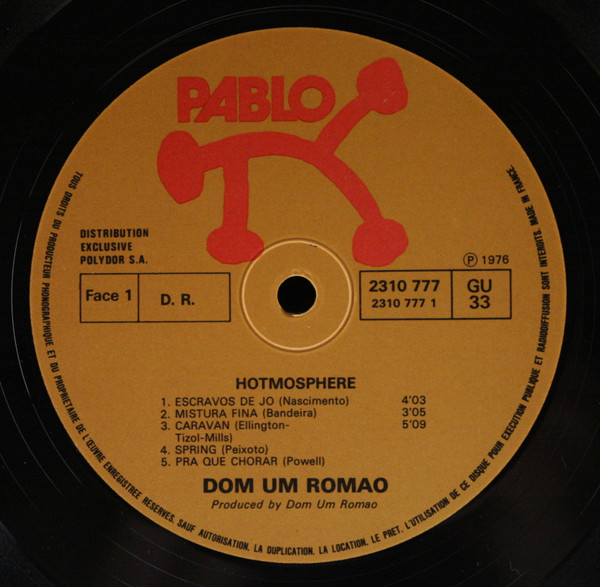 PABLO
DISTRIBUTION
EXCLUSIVE
POLYDOR S.A.
Ⓟ 1976
Face 1
D. R.
2310 777
2310 777 1
GU
33
HOTMOSPHERE
1. ESCRAVOS DE JO (Nascimento) 4'03
2. MISTURA FINA (Bandeira) 3'05
3. CARAVAN (Ellington- 5'09
Tizol-Mills)
4. SPRING (Peixoto)
5. PRA QUE CHORAR (Powell)
DOM UM ROMAO
Produced by Dom Um Romao
TOUS DROITS DU PRODUCTEUR PHONOGRAPHIQUE ET DU PROPRIETAIRE DE L'ŒUVRE ENREGISTREE RESERVES. SAUF AUTORISATION. LA DUPLICATION. LA LOCATION. LE PRET. L'UTILISATION DE CE DISQUE POUR EXECUTION PUBLIQUE ET RADIODIFFUSION SONT INTERDITS. MADE IN FRANCE.